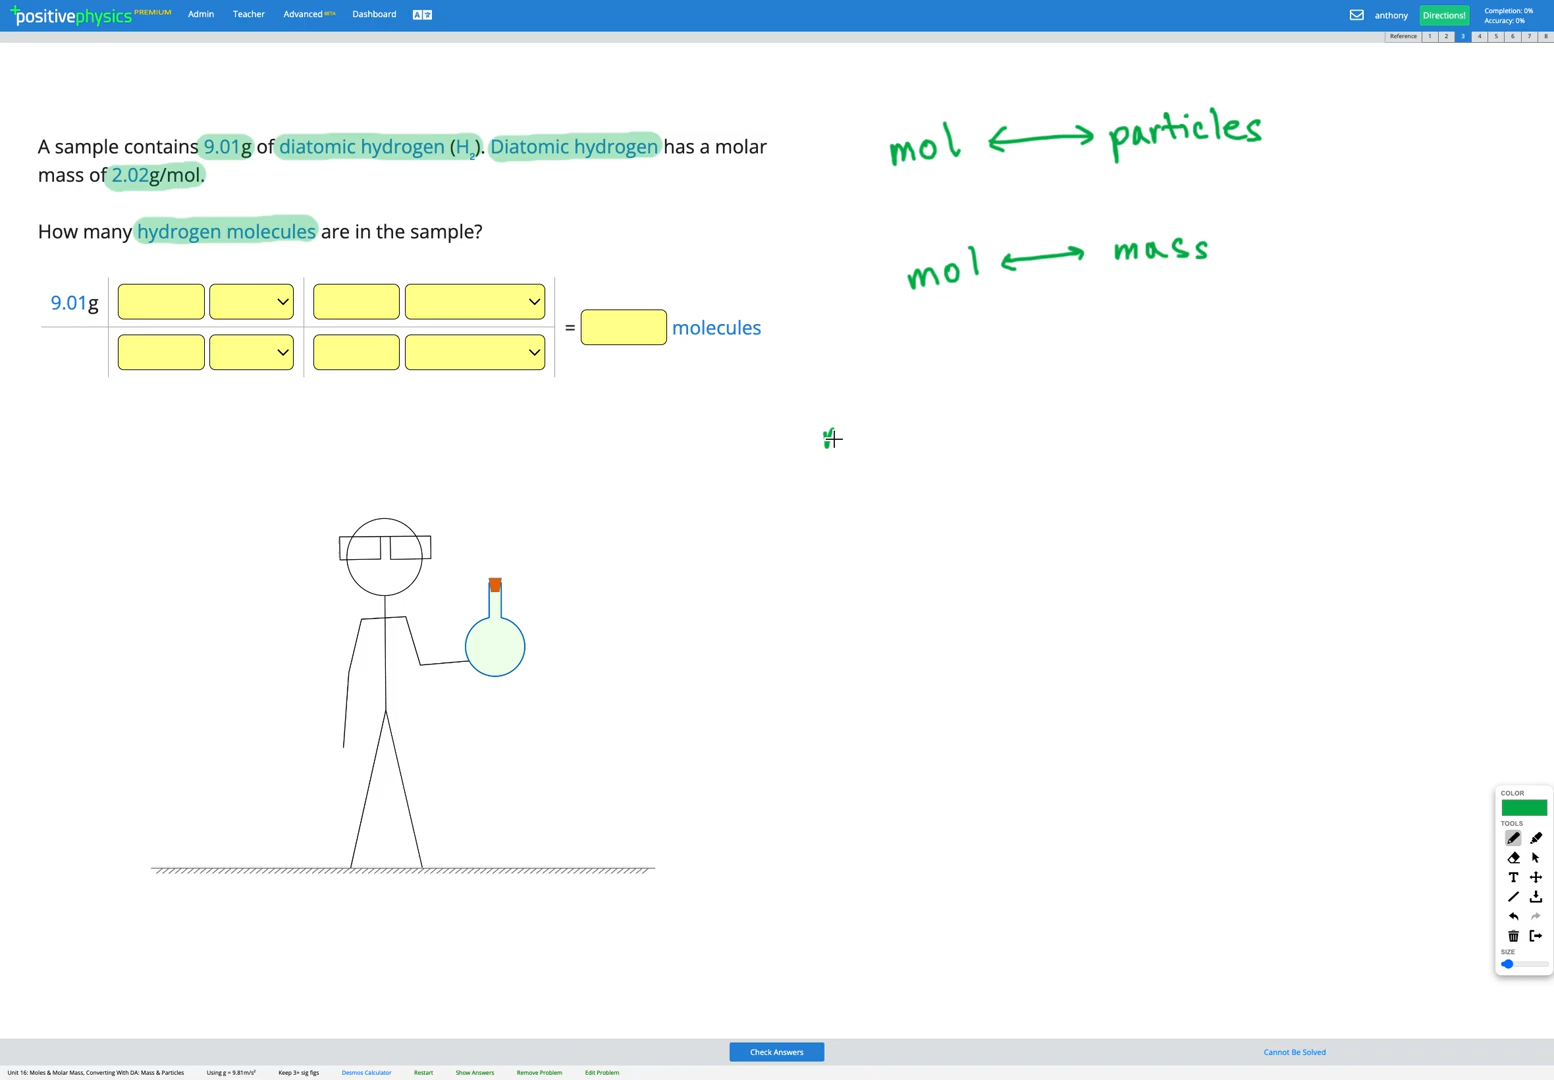 +positivephysics PREMIUM Admin Teacher Advanced BETA Dashboard anthony Directions! Completion: 0%
Accuracy: 0%
Reference 1 2 3 4 5 6 7 8
A sample contains 9.01g of diatomic hydrogen (H₂). Diatomic hydrogen has a molar
mass of 2.02g/mol.
How many hydrogen molecules are in the sample?
9.01g
= molecules
mol ⟷ particles
mol ⟷ mass
COLOR
TOOLS
T
SIZE
Check Answers
Cannot Be Solved
Unit 16: Moles & Molar Mass, Converting With DA: Mass & Particles Using g = 9.81m/s² Keep 3+ sig figs Desmos Calculator Restart Show Answers Remove Problem Edit Problem